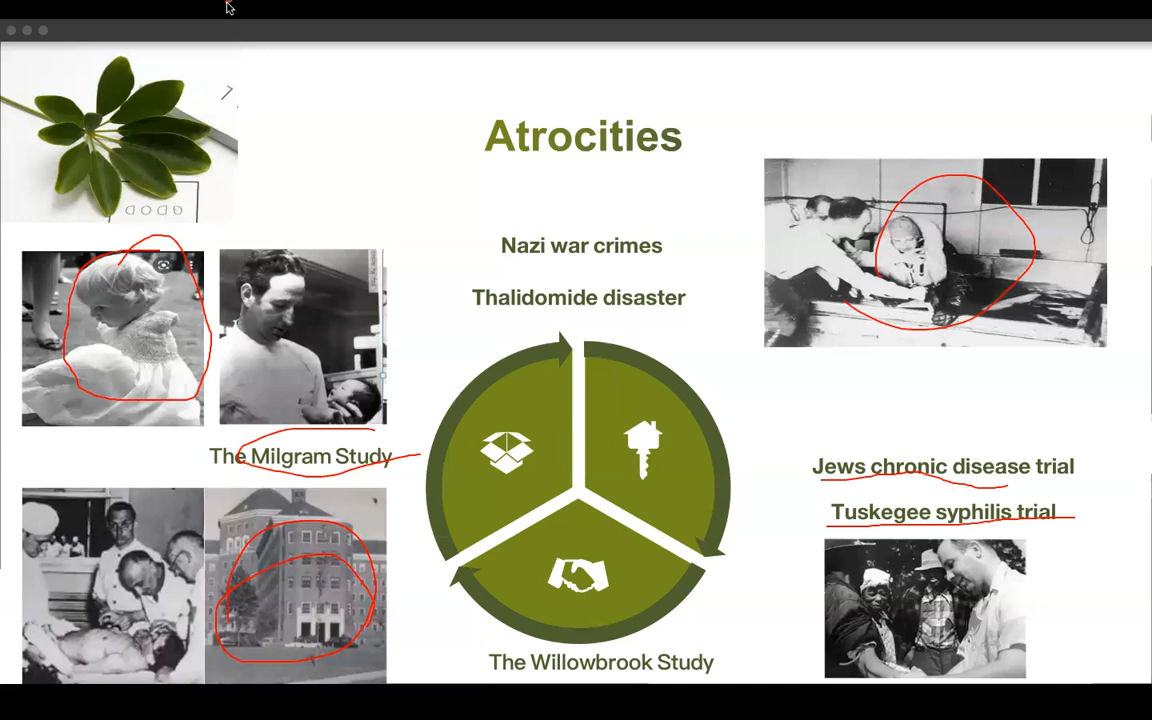 Atrocities
Nazi war crimes
Thalidomide disaster
The Milgram Study
Jews chronic disease trial
Tuskegee syphilis trial
The Willowbrook Study